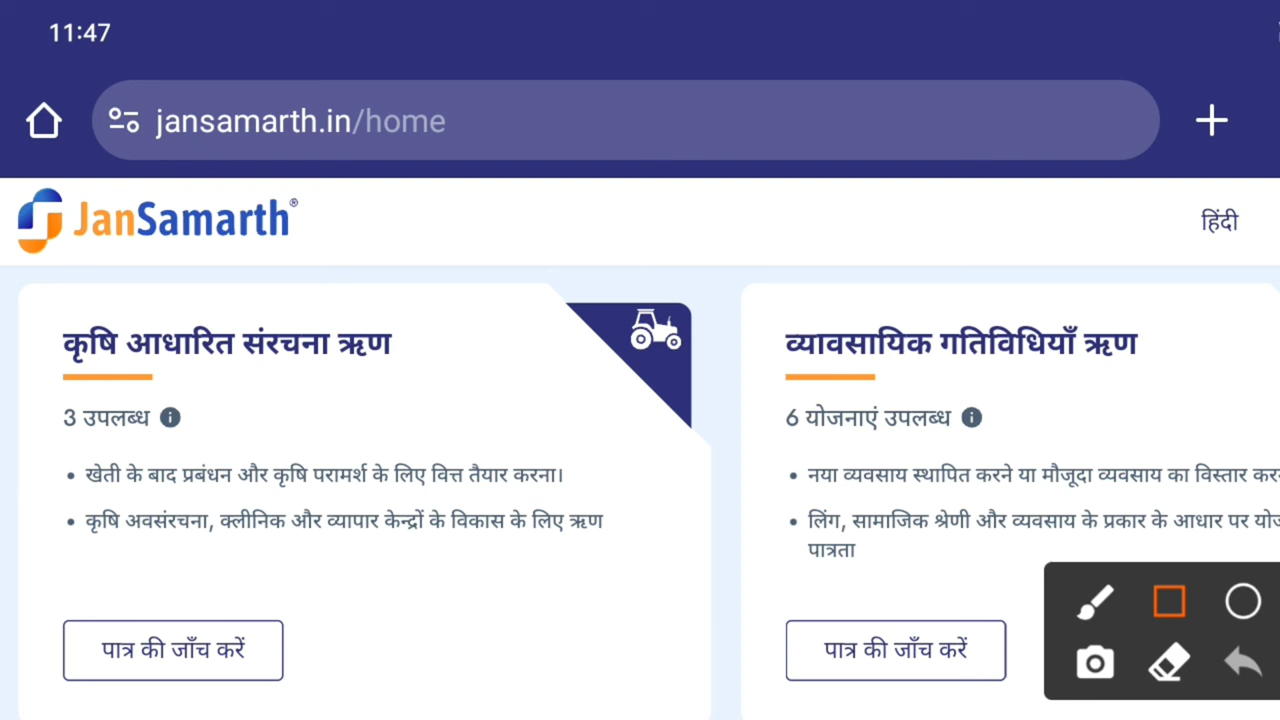 11:47
jansamarth.in/home
JanSamarth®
हिंदी
कृषि आधारित संरचना ऋण
3 उपलब्ध
• खेती के बाद प्रबंधन और कृषि परामर्श के लिए वित्त तैयार करना।
• कृषि अवसंरचना, क्लीनिक और व्यापार केन्द्रों के विकास के लिए ऋण
पात्र की जाँच करें
व्यावसायिक गतिविधियाँ ऋण
6 योजनाएं उपलब्ध
• नया व्यवसाय स्थापित करने या मौजूदा व्यवसाय का विस्तार
• लिंग, सामाजिक श्रेणी और व्यवसाय के प्रकार के आधार पर
पात्रता
पात्र की जाँच करें